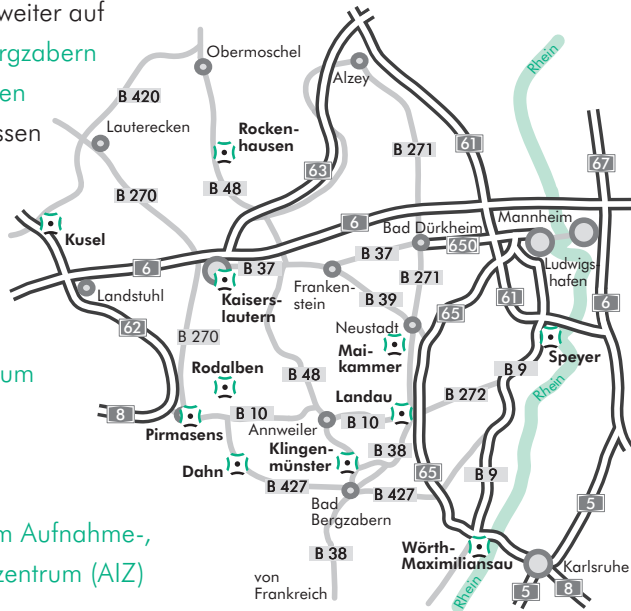 weiter auf
rgzabern
en
ssen
um
m Aufnahme-,
zentrum (AIZ)
Obermoschel
Alzey
Rhein
B 420
Lauterecken
Rocken-
hausen
B 271
61
67
63
B 270
B 48
Kusel
6
Bad Dürkheim
Mannheim
650
B 37
Ludwigs-
hafen
6
B 37
Franken-
stein
B 271
Landstuhl
Kaisers-
lautern
B 39
61
6
65
62
B 270
Neustadt
Mai-
kammer
Speyer
Rodalben
B 48
B 9
Landau
B 272
Rhein
8
B 10
Pirmasens
Annweiler
B 10
Klingen-
münster
B 38
Dahn
65
B 9
B 427
B 427
Bad
Bergzabern
5
B 38
Wörth-
Maximiliansau
Karlsruhe
von
Frankreich
Rhein
5
8